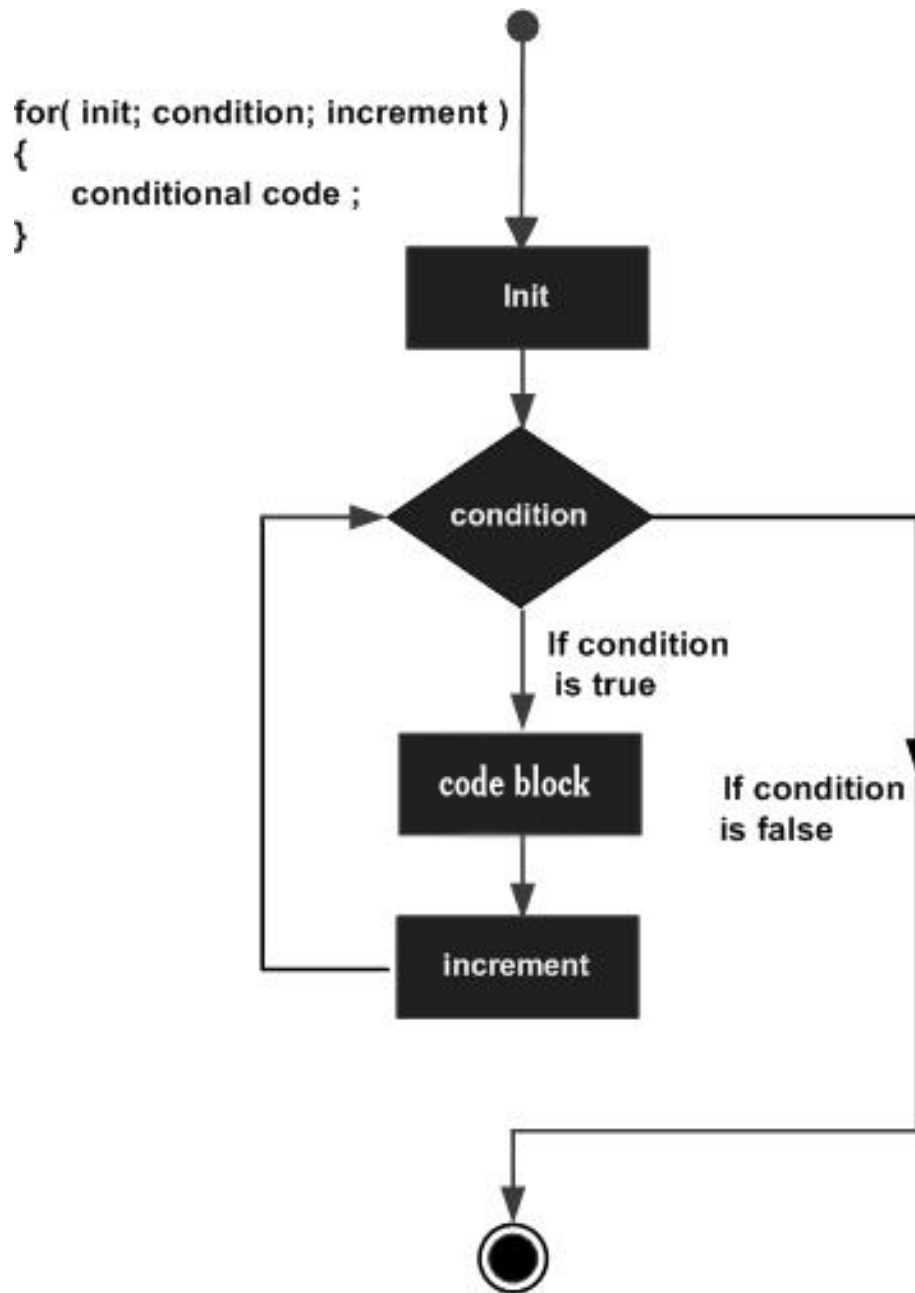 for( init; condition; increment )
{
conditional code ;
}
Init
condition
If condition
is true
code block
If condition
is false
increment